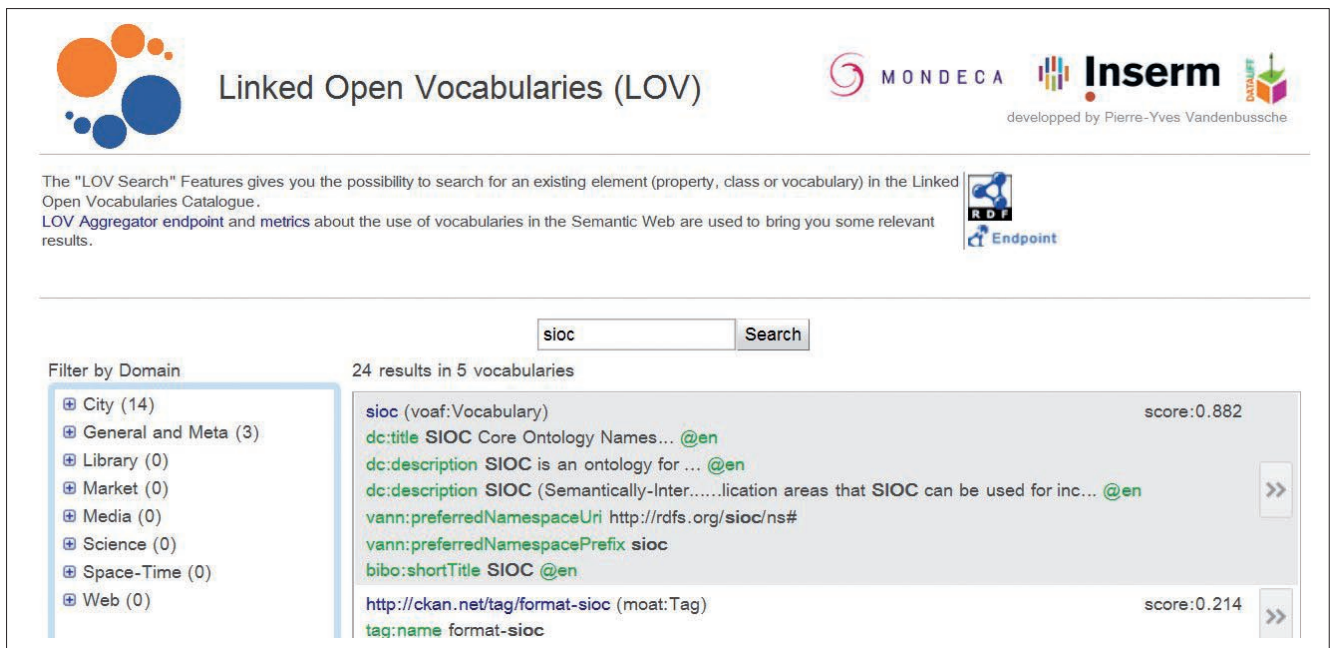 Linked Open Vocabularies (LOV)
MONDECA
Inserm
DATALIFT
developped by Pierre-Yves Vandenbussche
The "LOV Search" Features gives you the possibility to search for an existing element (property, class or vocabulary) in the Linked
Open Vocabularies Catalogue.
LOV Aggregator endpoint and metrics about the use of vocabularies in the Semantic Web are used to bring you some relevant
results.
RDF
Endpoint
sioc
Search
Filter by Domain
City (14)
General and Meta (3)
Library (0)
Market (0)
Media (0)
Science (0)
Space-Time (0)
Web (0)
24 results in 5 vocabularies
sioc (voaf:Vocabulary) score:0.882
dc:title SIOC Core Ontology Names... @en
dc:description SIOC is an ontology for ... @en
dc:description SIOC (Semantically-Inter......lication areas that SIOC can be used for inc... @en
vann:preferredNamespaceUri http://rdfs.org/sioc/ns#
vann:preferredNamespacePrefix sioc
bibo:shortTitle SIOC @en
http://ckan.net/tag/format-sioc (moat:Tag) score:0.214
tag:name format-sioc